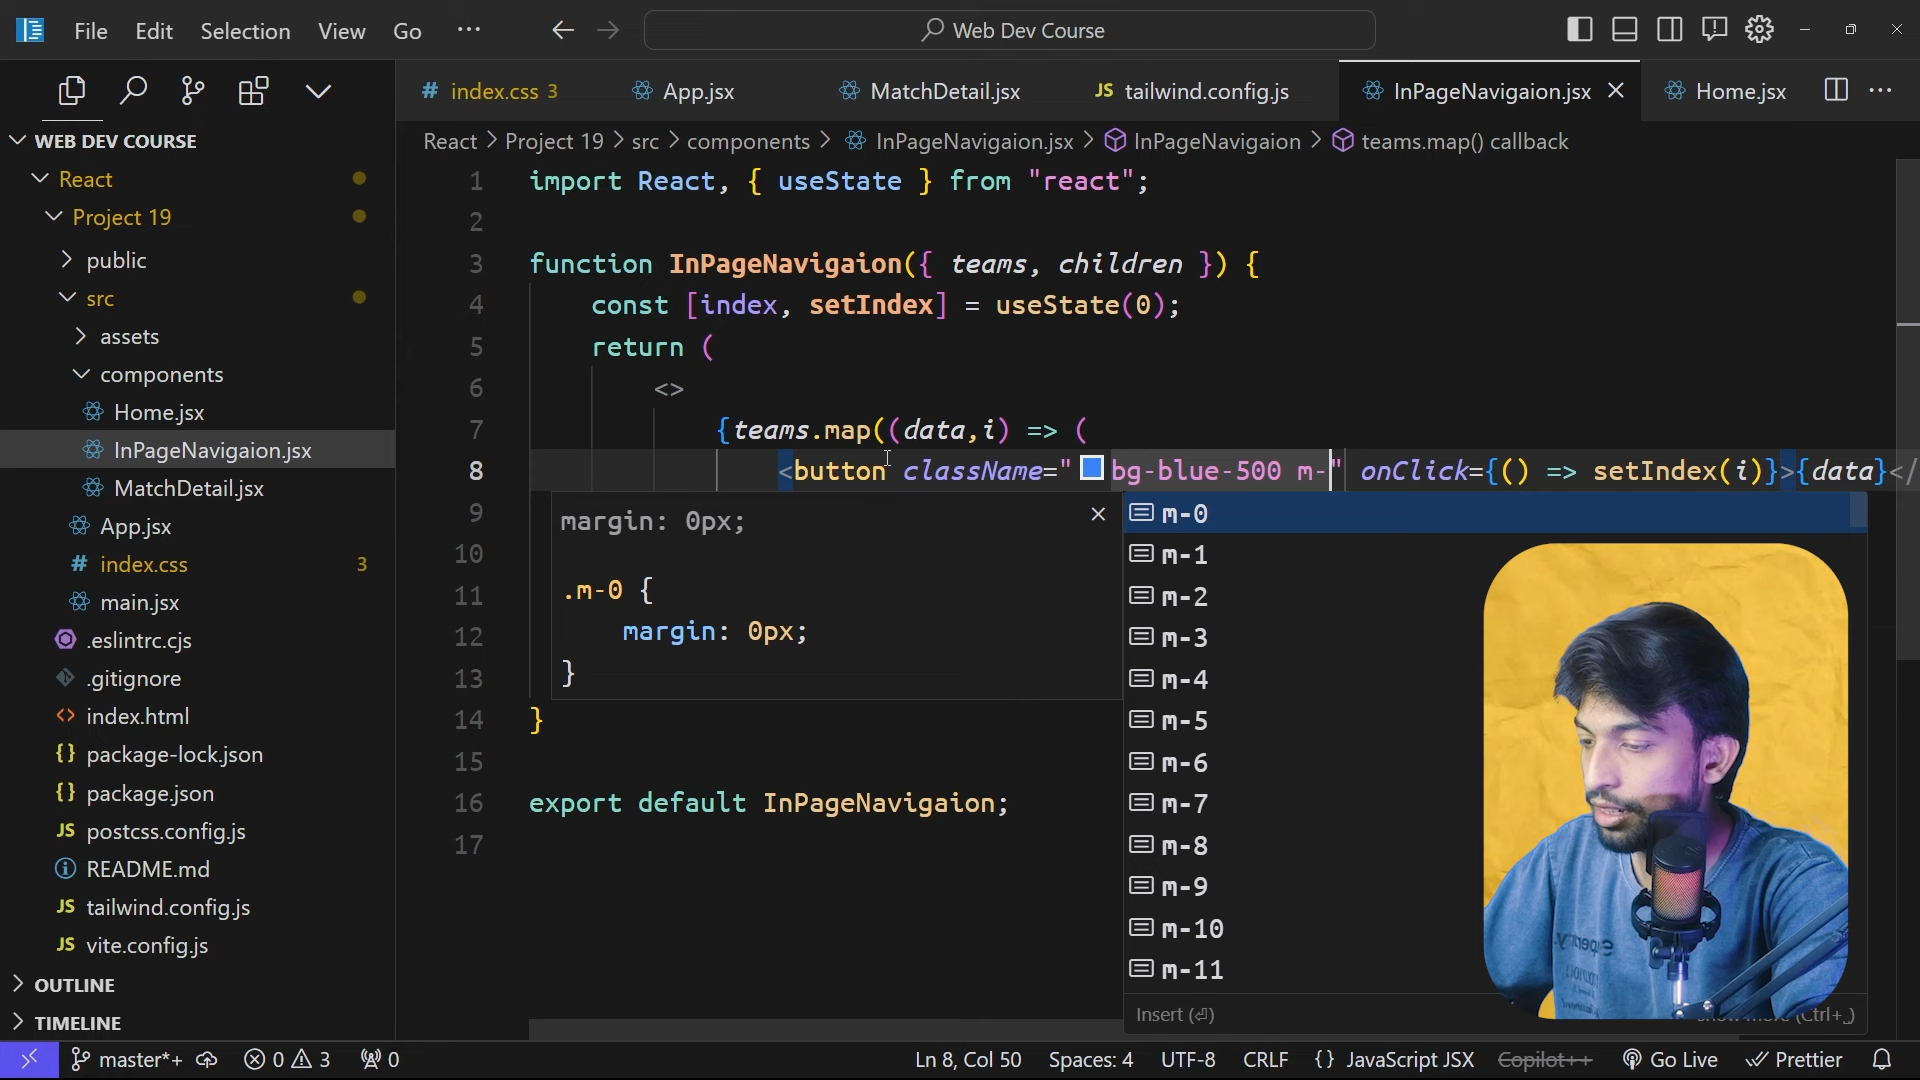 File Edit Selection View Go ··· Web Dev Course
# index.css 3 App.jsx MatchDetail.jsx JS tailwind.config.js InPageNavigaion.jsx Home.jsx ···
React > Project 19 > src > components > InPageNavigaion.jsx > InPageNavigaion > teams.map() callback
WEB DEV COURSE
React
Project 19
public
src
assets
components
Home.jsx
InPageNavigaion.jsx
MatchDetail.jsx
App.jsx
# index.css 3
main.jsx
.eslintrc.cjs
.gitignore
<> index.html
{} package-lock.json
{} package.json
JS postcss.config.js
README.md
JS tailwind.config.js
JS vite.config.js
OUTLINE
TIMELINE
1 import React, { useState } from "react";
2
3 function InPageNavigaion({ teams, children }) {
4 const [index, setIndex] = useState(0);
5 return (
6 <>
7 {teams.map((data,i) => (
8 <button className="bg-blue-500 m-" onClick={() => setIndex(i)}>{data}</
9
10
11
12
13
14 }
15
16 export default InPageNavigaion;
17
margin: 0px;
.m-0 {
margin: 0px;
}
m-0
m-1
m-2
m-3
m-4
m-5
m-6
m-7
m-8
m-9
m-10
m-11
Insert (⏎) (Ctrl+,)
master*+ 0 3 0 Ln 8, Col 50 Spaces: 4 UTF-8 CRLF {} JavaScript JSX Copilot++ Go Live Prettier